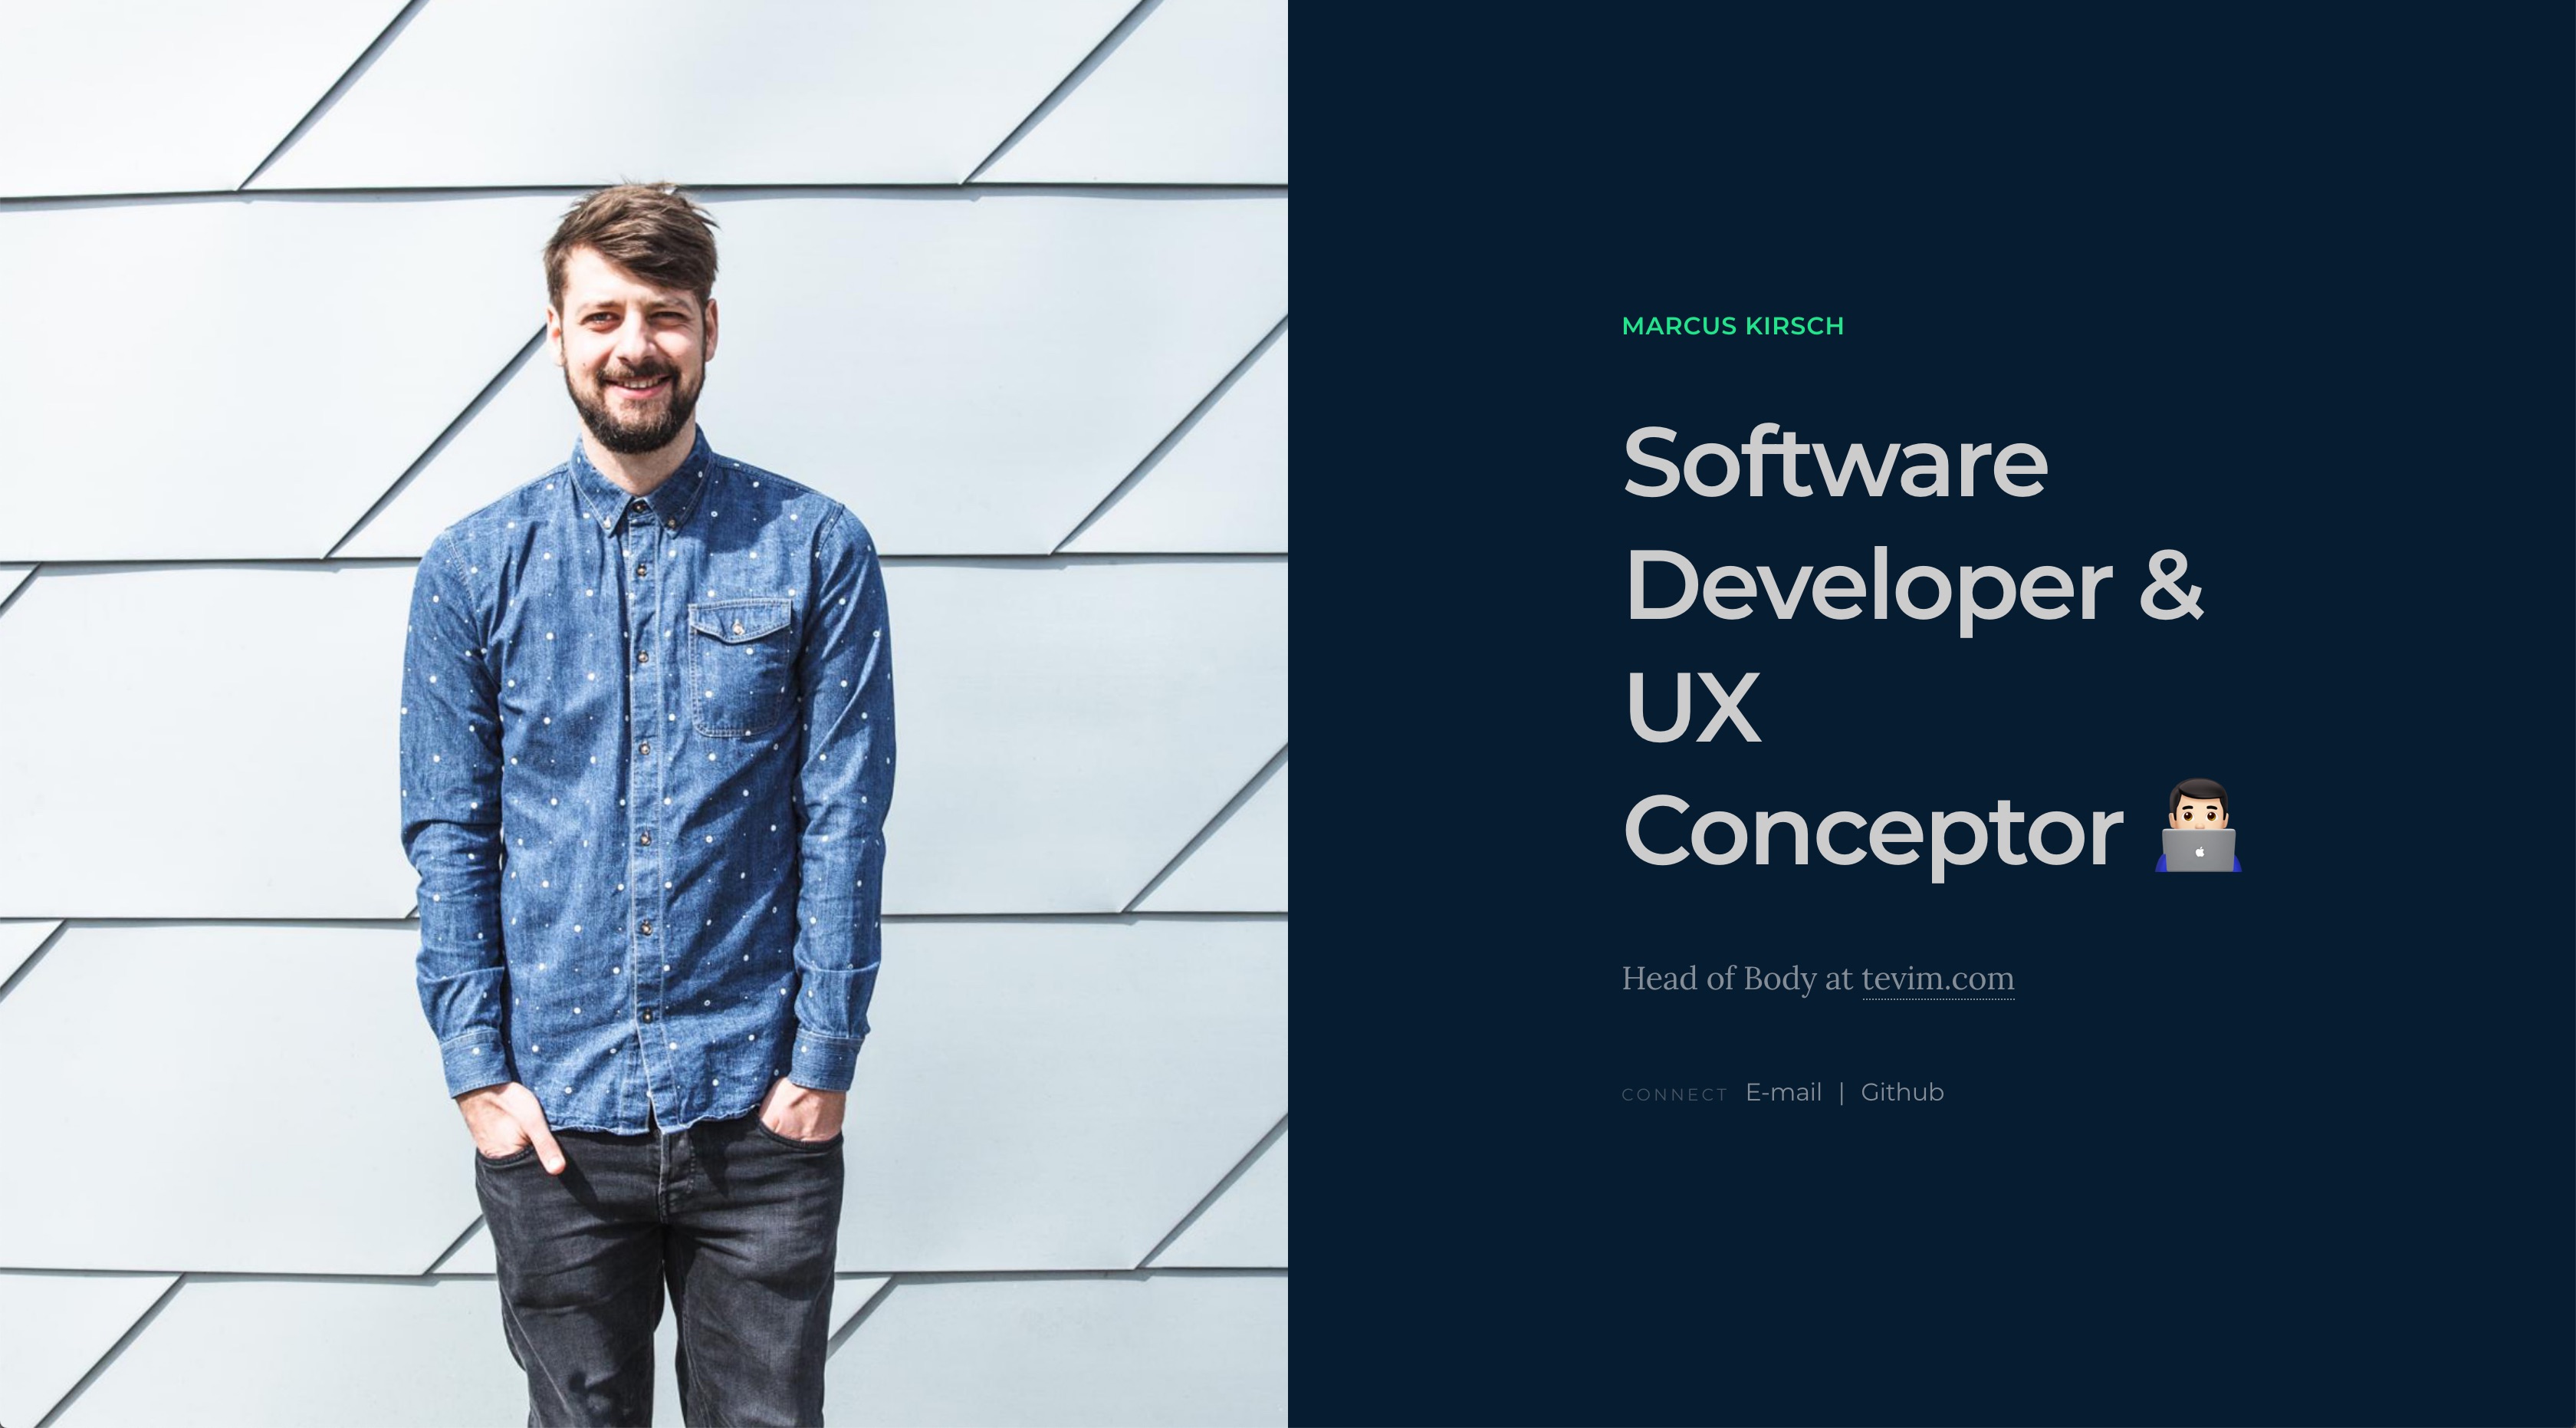 MARCUS KIRSCH
Software
Developer &
UX
Conceptor 👨🏻‍💻
Head of Body at tevim.com
CONNECT E-mail | Github